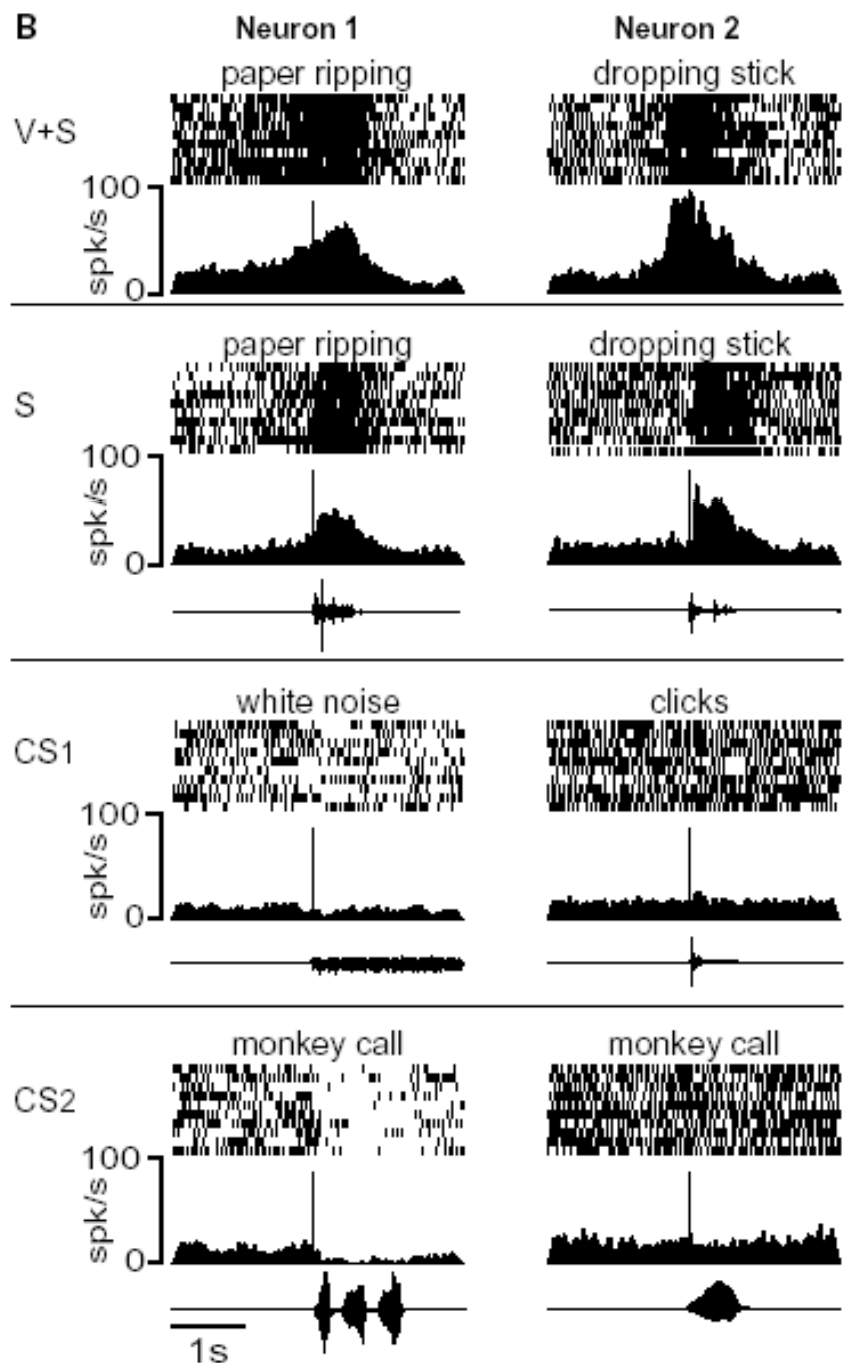 B Neuron 1 Neuron 2
paper ripping dropping stick
V+S
100
spk/s
0
paper ripping dropping stick
S
100
spk/s
0
white noise clicks
CS1
100
spk/s
0
monkey call monkey call
CS2
100
spk/s
0
1s